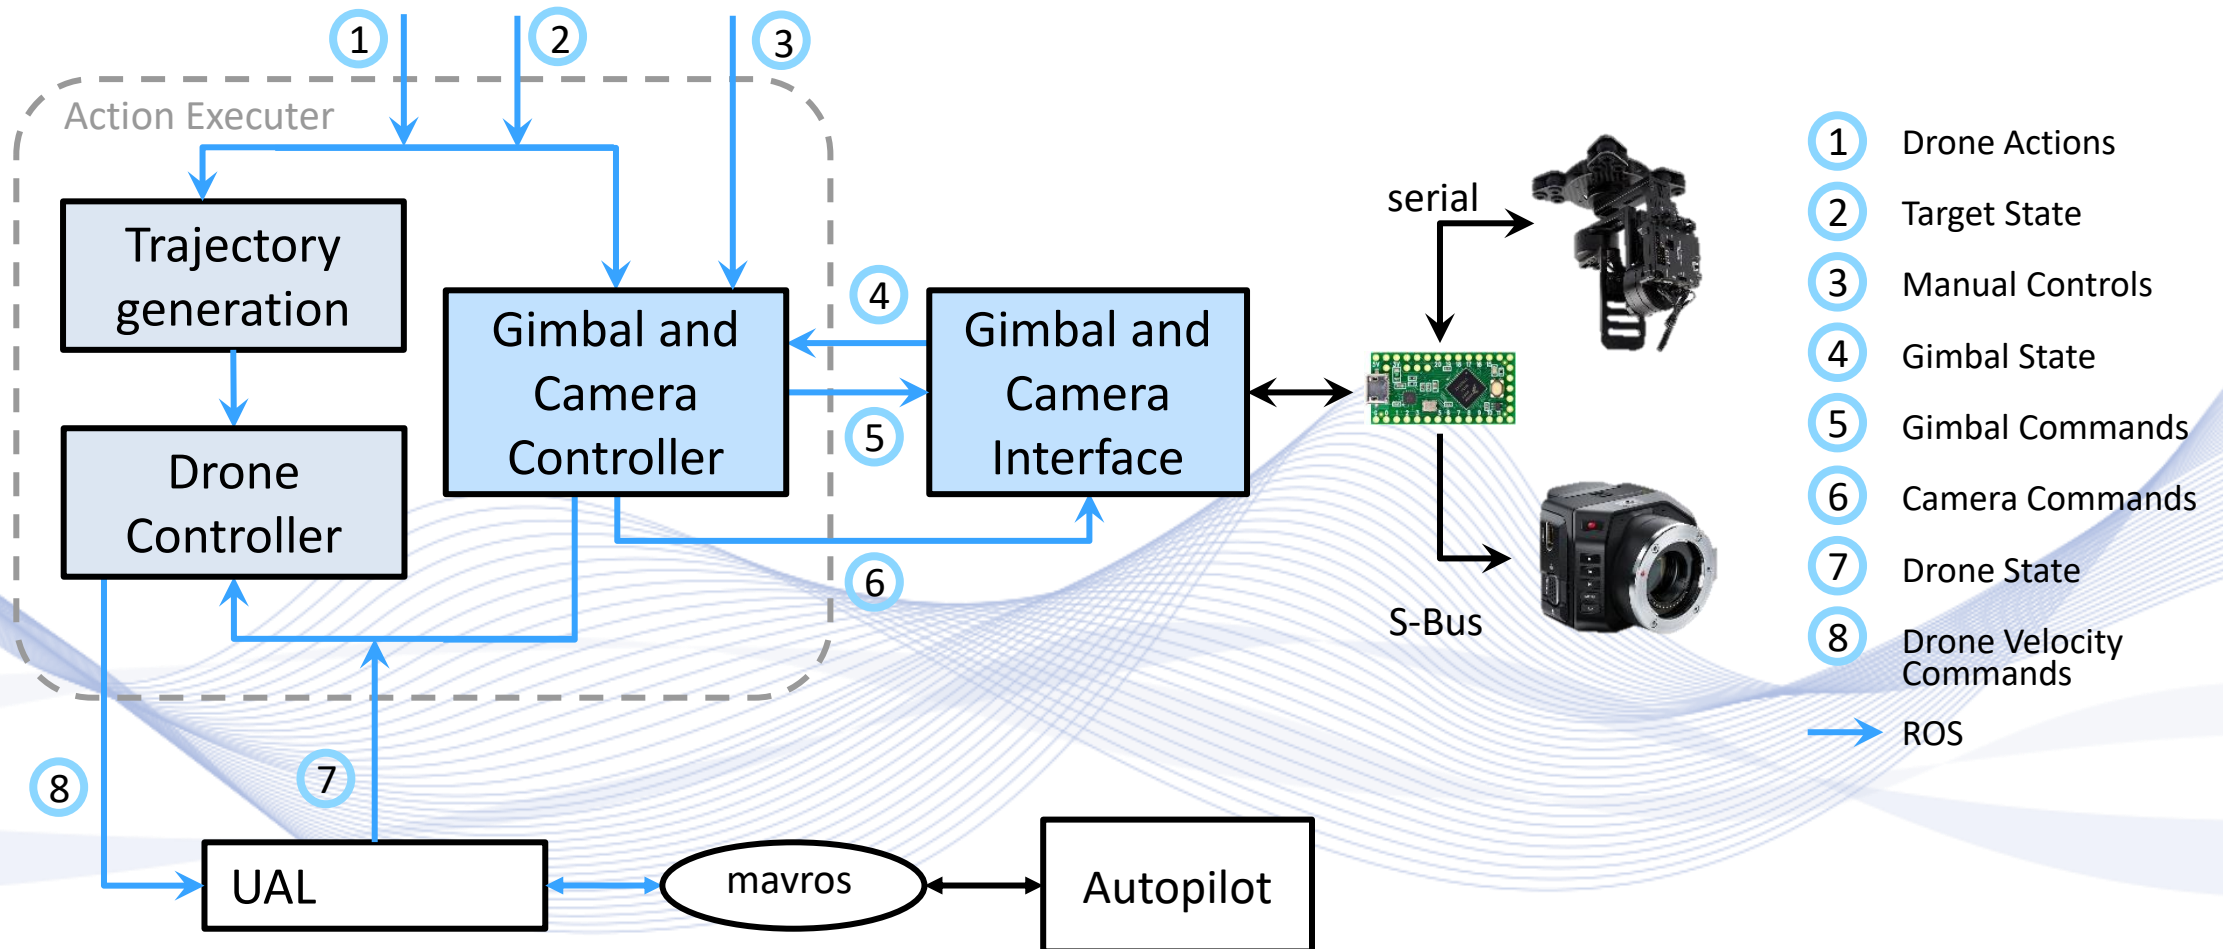 1
2
3
Action Executer
Trajectory
generation
Gimbal and
Camera
Controller
Gimbal and
Camera
Interface
Drone
Controller
4
5
6
7
8
UAL
mavros
Autopilot
serial
S-Bus
1 Drone Actions
2 Target State
3 Manual Controls
4 Gimbal State
5 Gimbal Commands
6 Camera Commands
7 Drone State
8 Drone Velocity
Commands
ROS